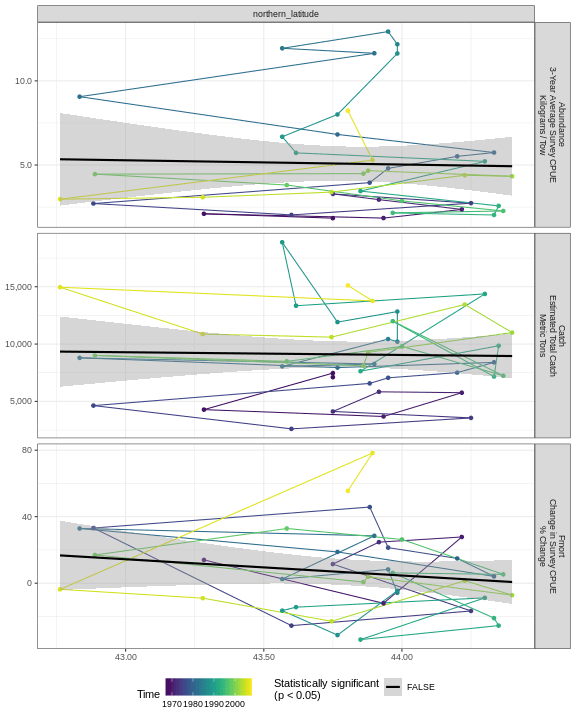 northern_latitude
10.0
5.0
Abundance
3-Year Average Survey CPUE
Kilograms / Tow
15,000
10,000
5,000
Catch
Estimated Total Catch
Metric Tons
80
40
0
Fmort
Change in Survey CPUE
% Change
43.00
43.50
44.00
Time
1970 1980 1990 2000
Statistically significant
(p < 0.05)
FALSE